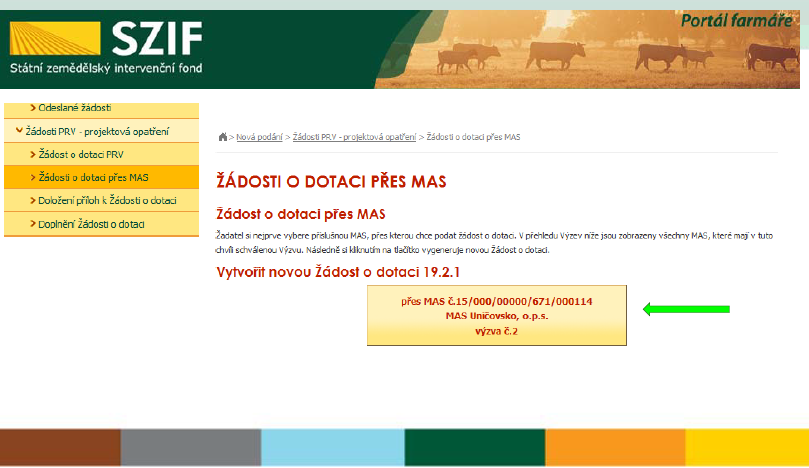 SZIF
Státní zemědělský intervenční fond
Portál farmáře
Odeslané žádosti
Žádosti PRV - projektová opatření
Žádost o dotaci PRV
Žádosti o dotaci přes MAS
Doložení příloh k Žádosti o dotaci
Doplnění Žádosti o dotaci
> Nová podání > Žádosti PRV - projektová opatření > Žádosti o dotaci přes MAS
ŽÁDOSTI O DOTACI PŘES MAS
Žádost o dotaci přes MAS
Žadatel si nejprve vybere příslušnou MAS, přes kterou chce podat žádost o dotaci. V přehledu Výzev níže jsou zobrazeny všechny MAS, které mají v tuto
chvíli schválenou Výzvu. Následně si kliknutím na tlačítko vygeneruje novou Žádost o dotaci.
Vytvořit novou Žádost o dotaci 19.2.1
přes MAS č.15/000/00000/671/000114
MAS Uničovsko, o.p.s.
výzva č.2